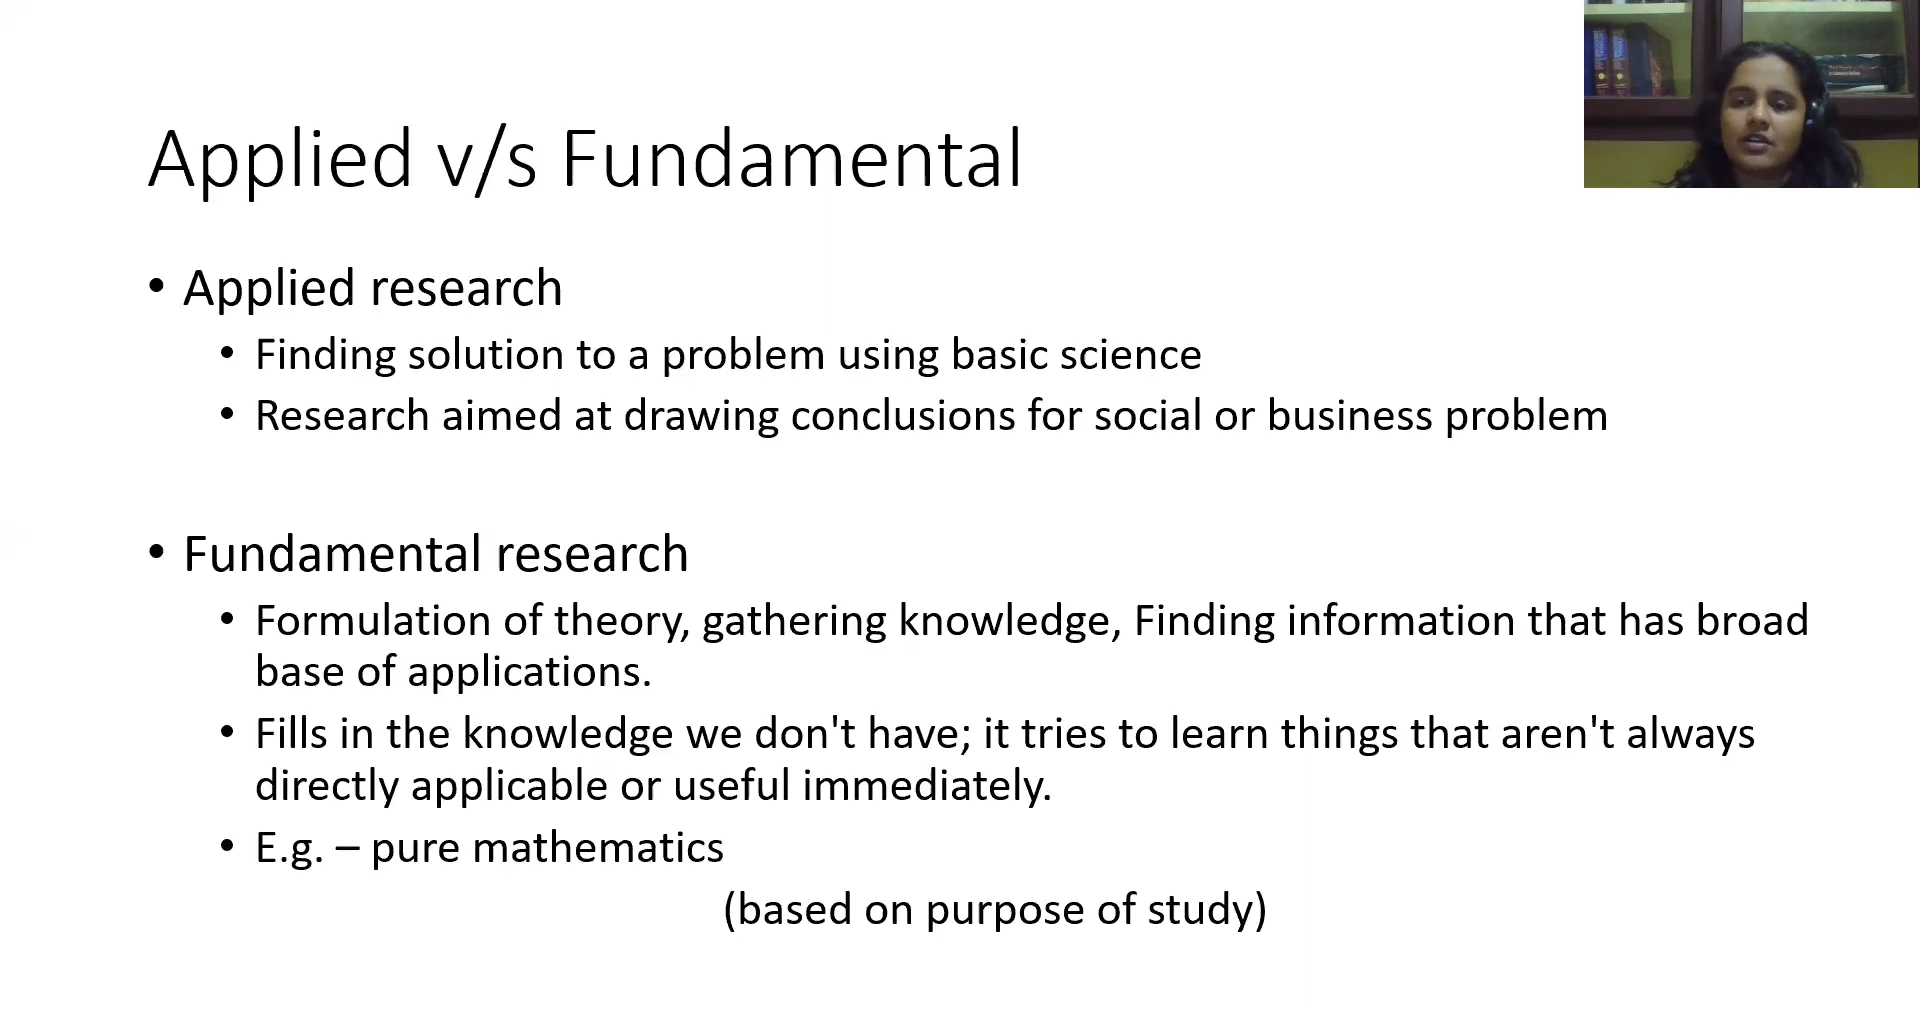 Applied v/s Fundamental
• Applied research
• Finding solution to a problem using basic science
• Research aimed at drawing conclusions for social or business problem
• Fundamental research
• Formulation of theory, gathering knowledge, Finding information that has broad
base of applications.
• Fills in the knowledge we don't have; it tries to learn things that aren't always
directly applicable or useful immediately.
• E.g. – pure mathematics
(based on purpose of study)